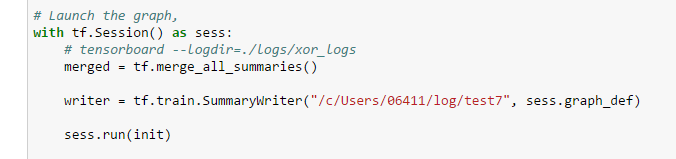 # Launch the graph,
with tf.Session() as sess:
    # tensorboard --logdir=./logs/xor_logs
    merged = tf.merge_all_summaries()
    writer = tf.train.SummaryWriter("/c/Users/06411/log/test7", sess.graph_def)
    sess.run(init)